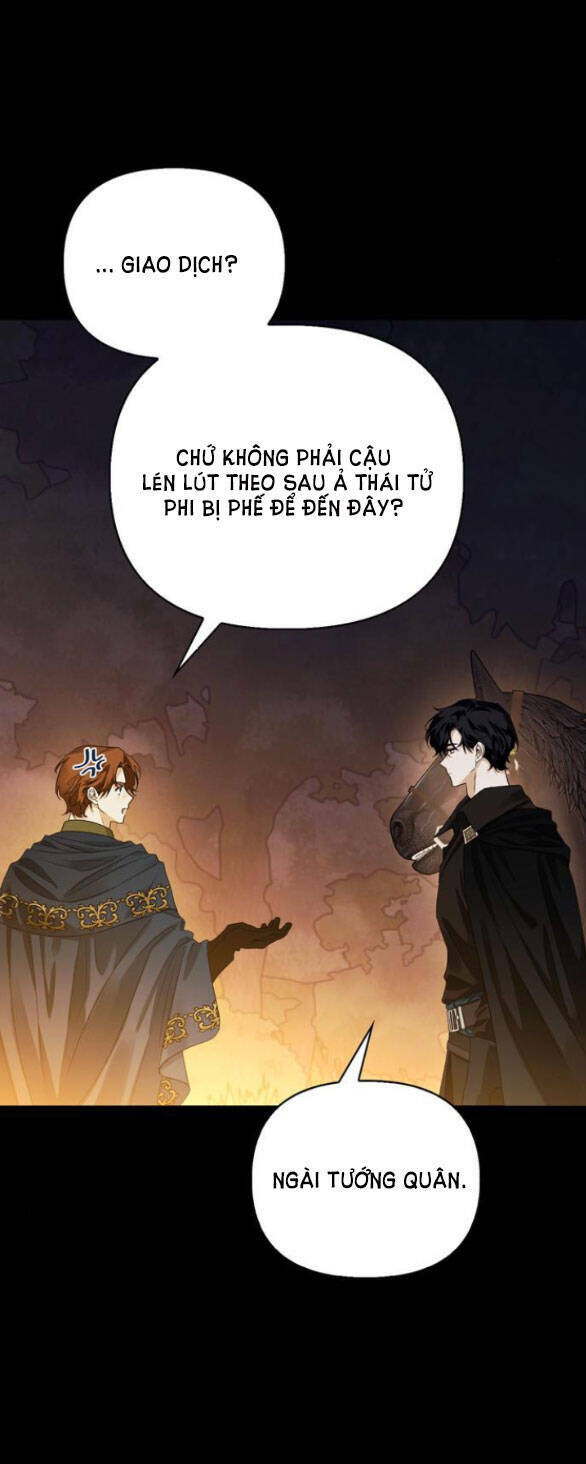 ... GIAO DỊCH?
CHỨ KHÔNG PHẢI CẬU
LÉN LÚT THEO SAU Ả THÁI TỬ
PHI BỊ PHẾ ĐỂ ĐẾN ĐÂY?
NGÀI TƯỚNG QUÂN.